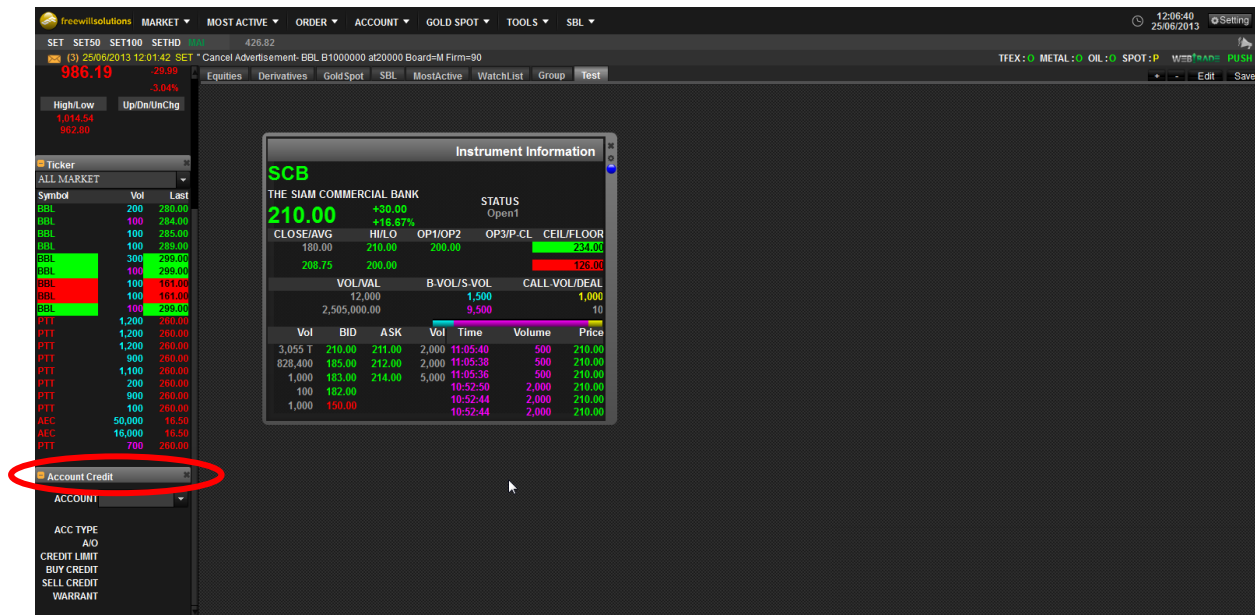 freewillsolutions MARKET MOST ACTIVE ORDER ACCOUNT GOLD SPOT TOOLS SBL 12:06:40 25/06/2013 Setting
SET SET50 SET100 SETHD MAI 426.82
(3) 25/06/2013 12:01:42 SET * Cancel Advertisement- BBL B1000000 at20000 Board=M Firm=90 TFEX:O METAL:O OIL:O SPOT:P WEBTRADE PUSH
986.19 -29.99
-3.04%
Equities Derivatives GoldSpot SBL MostActive WatchList Group Test + - Edit Save
High/Low Up/Dn/UnChg
1,014.54
962.80
Ticker
ALL MARKET
Symbol Vol Last
BBL 200 280.00
BBL 100 284.00
BBL 100 285.00
BBL 100 289.00
BBL 300 299.00
BBL 100 299.00
BBL 100 161.00
BBL 100 161.00
BBL 100 299.00
PTT 1,200 260.00
PTT 1,200 260.00
PTT 1,200 260.00
PTT 900 260.00
PTT 1,100 260.00
PTT 200 260.00
PTT 900 260.00
PTT 100 260.00
AEC 50,000 16.50
AEC 16,000 16.50
PTT 700 260.00
Account Credit
ACCOUNT
ACC TYPE
A/O
CREDIT LIMIT
BUY CREDIT
SELL CREDIT
WARRANT
Instrument Information
SCB
THE SIAM COMMERCIAL BANK
STATUS
210.00 +30.00 Open1
+16.67%
CLOSE/AVG HI/LO OP1/OP2 OP3/P-CL CEIL/FLOOR
180.00 210.00 200.00 234.00
208.75 200.00 126.00
VOL/VAL B-VOL/S-VOL CALL-VOL/DEAL
12,000 1,500 1,000
2,505,000.00 9,500 10
Vol BID ASK Vol Time Volume Price
3,055 T 210.00 211.00 2,000 11:05:40 500 210.00
828,400 185.00 212.00 2,000 11:05:38 500 210.00
1,000 183.00 214.00 5,000 11:05:36 500 210.00
100 182.00 10:52:50 2,000 210.00
1,000 150.00 10:52:44 2,000 210.00
10:52:44 2,000 210.00